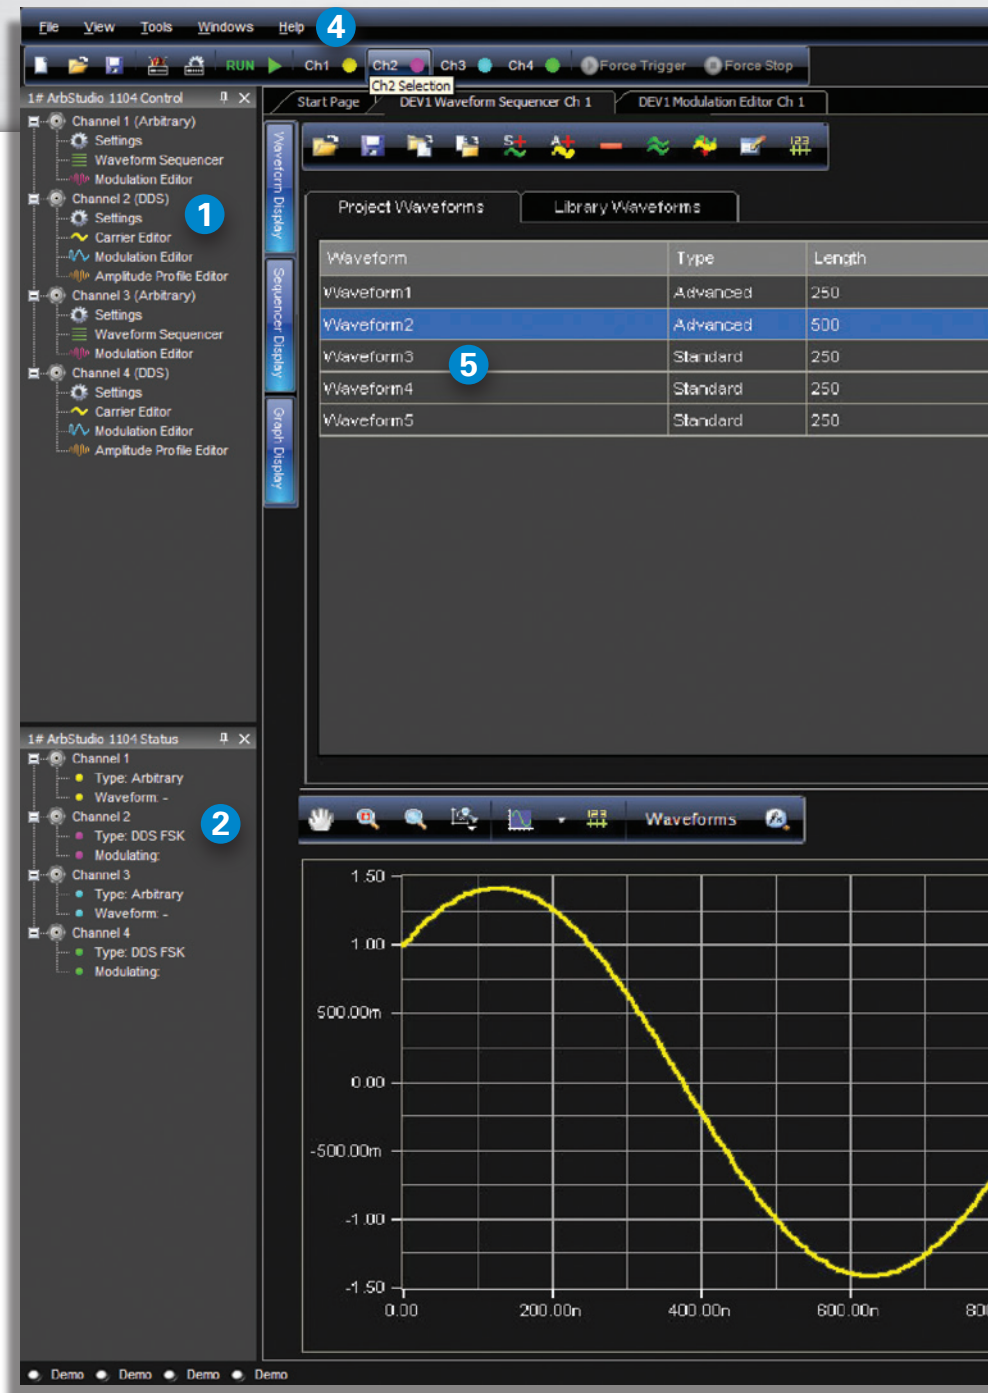 File View Tools Windows Help 4
RUN Ch1 Ch2 Ch3 Ch4 Force Trigger Force Stop
Ch2 Selection
1# ArbStudio 1104 Control
Channel 1 (Arbitrary)
Settings
Waveform Sequencer
Modulation Editor
Channel 2 (DDS)
Settings
Carrier Editor
Modulation Editor
Amplitude Profile Editor
Channel 3 (Arbitrary)
Settings
Waveform Sequencer
Modulation Editor
Channel 4 (DDS)
Settings
Carrier Editor
Modulation Editor
Amplitude Profile Editor
1
Start Page DEV1 Waveform Sequencer Ch 1 DEV1 Modulation Editor Ch 1
Waveform Display
Sequencer Display
Graph Display
S A 123
Project Waveforms Library Waveforms
Waveform Type Length
Waveform1 Advanced 250
Waveform2 Advanced 500
Waveform3 Standard 250
Waveform4 Standard 250
Waveform5 Standard 250
5
1# ArbStudio 1104 Status
Channel 1
Type: Arbitrary
Waveform: -
Channel 2
Type: DDS FSK
Modulating:
Channel 3
Type: Arbitrary
Waveform: -
Channel 4
Type: DDS FSK
Modulating:
2
123 Waveforms fx
1.50
1.00
500.00m
0.00
-500.00m
-1.00
-1.50
0.00 200.00n 400.00n 600.00n 80
Demo Demo Demo Demo